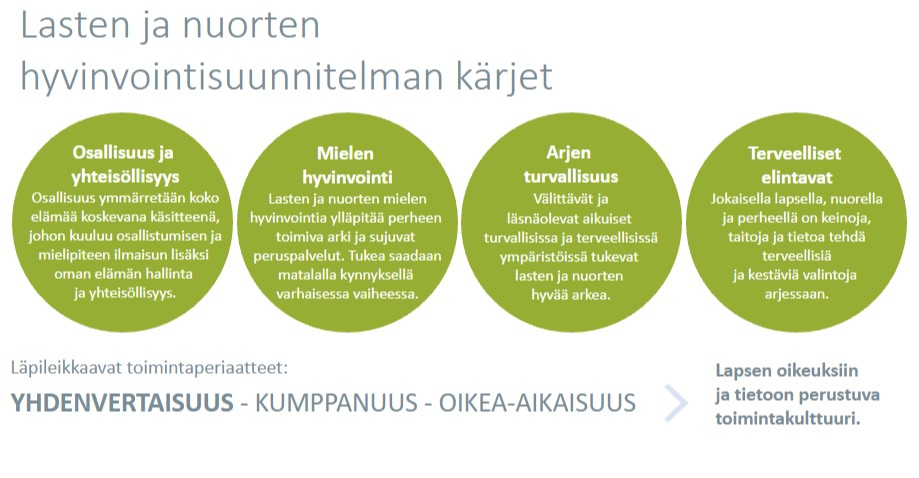 Lasten ja nuorten
hyvinvointisuunnitelman kärjet
Osallisuus ja
yhteisöllisyys
Osallisuus ymmärretään koko
elämää koskevana käsitteenä,
johon kuuluu osallistumisen ja
mielipiteen ilmaisun lisäksi
oman elämän hallinta
ja yhteisöllisyys.
Mielen
hyvinvointi
Lasten ja nuorten mielen
hyvinvointia ylläpitää perheen
toimiva arki ja sujuvat
peruspalvelut. Tukea saadaan
matalalla kynnyksellä
varhaisessa vaiheessa.
Arjen
turvallisuus
Välittävät ja
läsnäolevat aikuiset
turvallisissa ja terveellisissä
ympäristöissä tukevat
lasten ja nuorten
hyvää arkea.
Terveelliset
elintavat
Jokaisella lapsella, nuorella
ja perheellä on keinoja,
taitoja ja tietoa tehdä
terveellisiä
ja kestäviä valintoja
arjessaan.
Läpileikkaavat toimintaperiaatteet:
YHDENVERTAISUUS - KUMPPANUUS - OIKEA-AIKAISUUS
Lapsen oikeuksiin
ja tietoon perustuva
toimintakulttuuri.